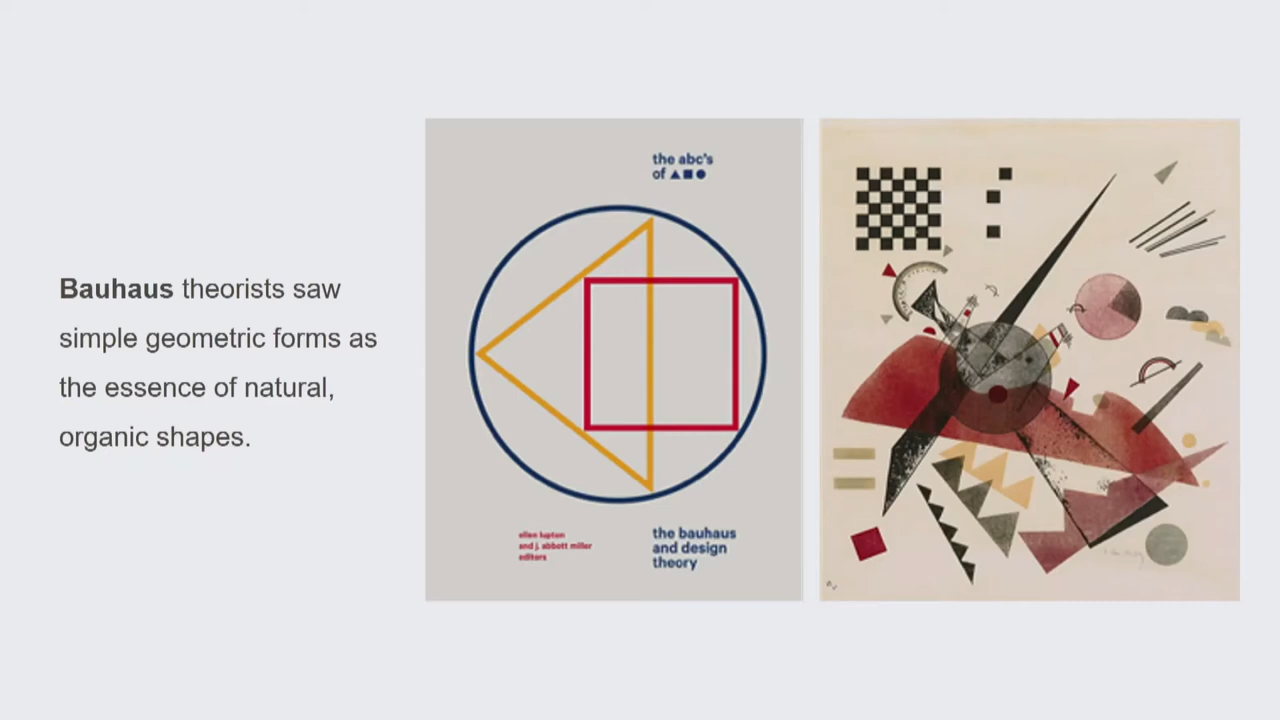 Bauhaus theorists saw
simple geometric forms as
the essence of natural,
organic shapes.
the abc's
of ▲■●
ellen lupton
and j. abbott miller
editors
the bauhaus
and design
theory